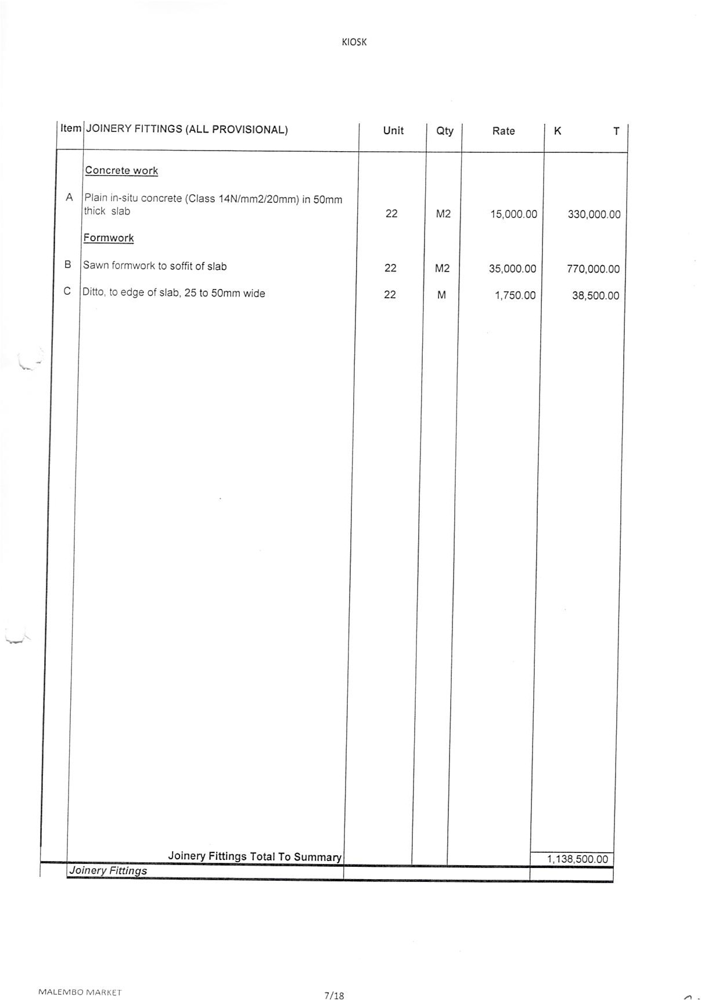 KIOSK
Item JOINERY FITTINGS (ALL PROVISIONAL) Unit Qty Rate K T
Concrete work
A Plain in-situ concrete (Class 14N/mm2/20mm) in 50mm
thick slab 22 M2 15,000.00 330,000.00
Formwork
B Sawn formwork to soffit of slab 22 M2 35,000.00 770,000.00
C Ditto, to edge of slab, 25 to 50mm wide 22 M 1,750.00 38,500.00
Joinery Fittings Total To Summary 1,138,500.00
Joinery Fittings
MALEMBO MARKET 7/18